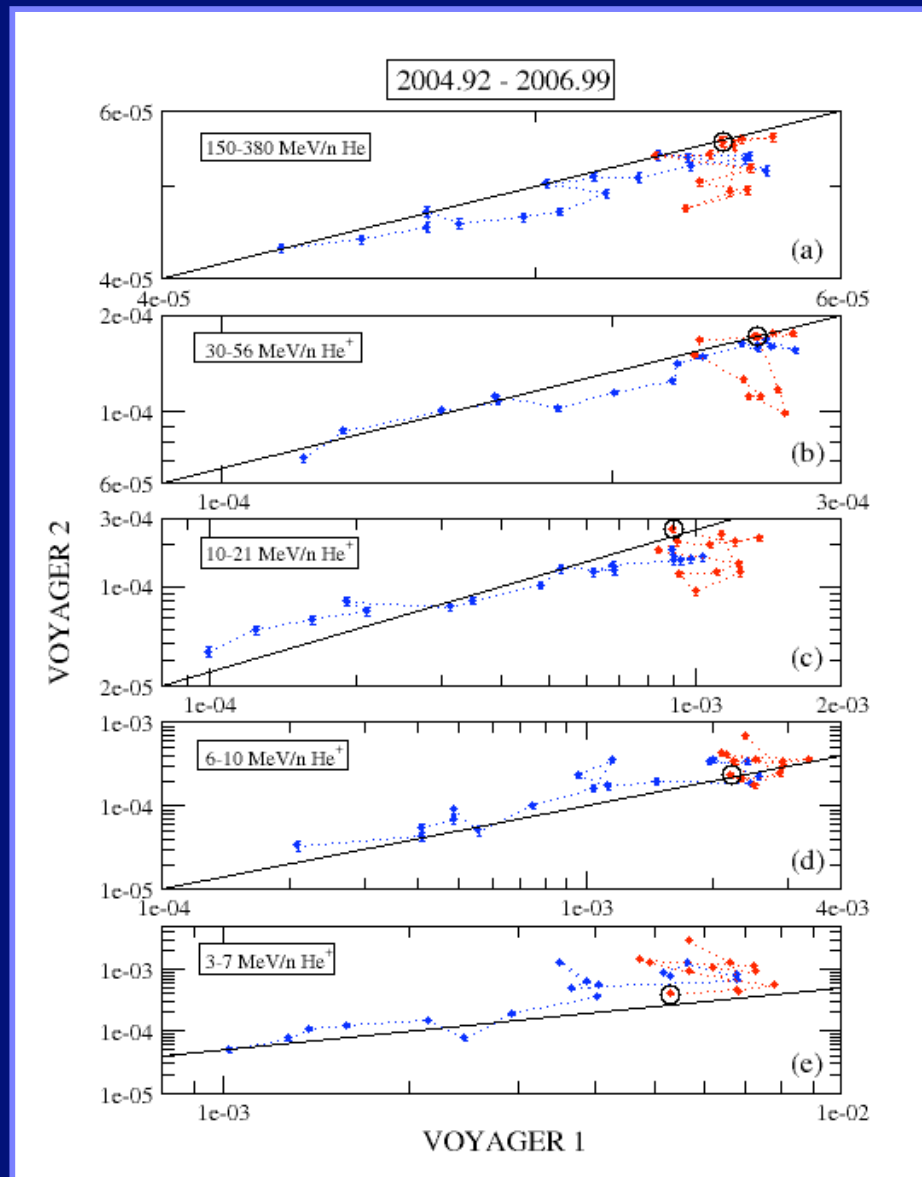 2004.92 - 2006.99
6e-05
150-380 MeV/n He
(a)
4e-05
4e-05
6e-05
2e-04
30-56 MeV/n He⁺
1e-04
(b)
6e-05
1e-04
3e-04
3e-04
10-21 MeV/n He⁺
1e-04
(c)
2e-05
1e-04
1e-03
2e-03
VOYAGER 2
1e-03
6-10 MeV/n He⁺
1e-04
(d)
1e-05
1e-04
1e-03
4e-03
3-7 MeV/n He⁺
1e-03
1e-04
(e)
1e-05
1e-03
1e-02
VOYAGER 1